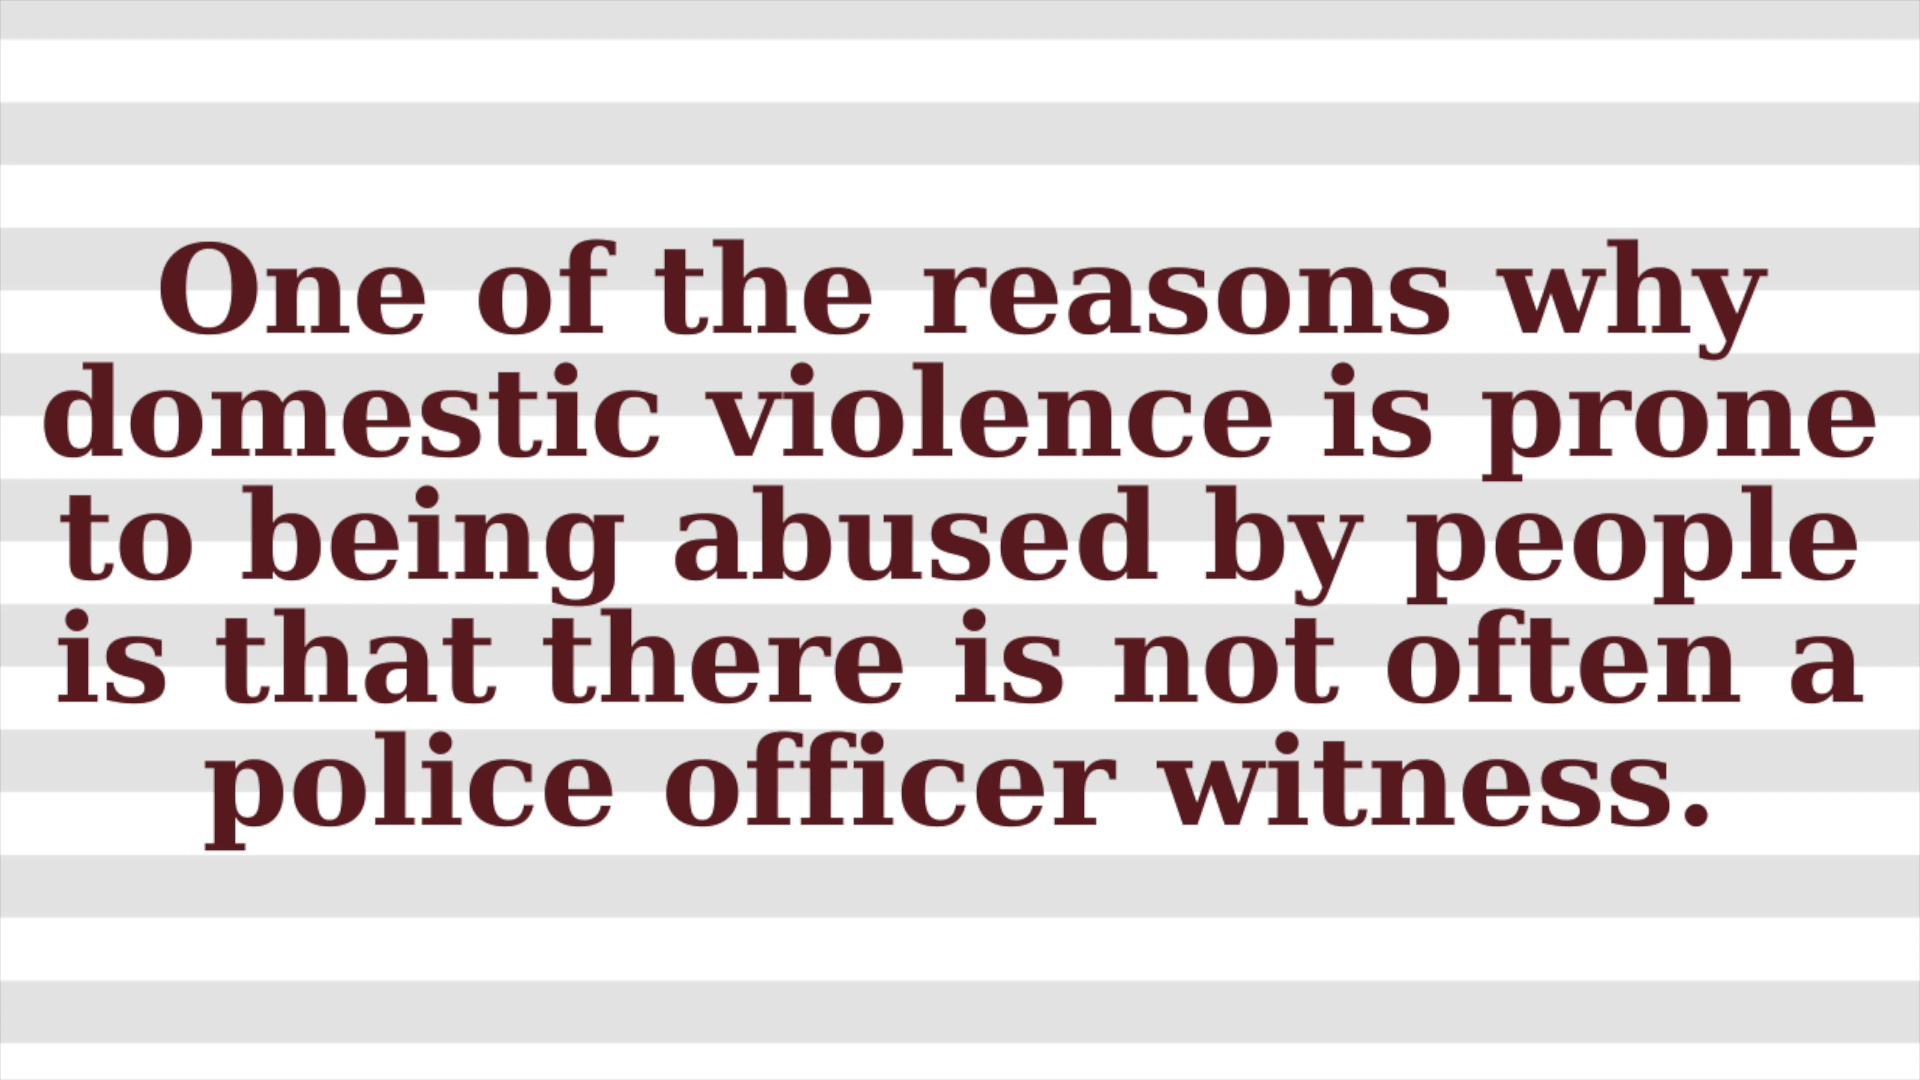 One of the reasons why
domestic violence is prone
to being abused by people
is that there is not often a
police officer witness.